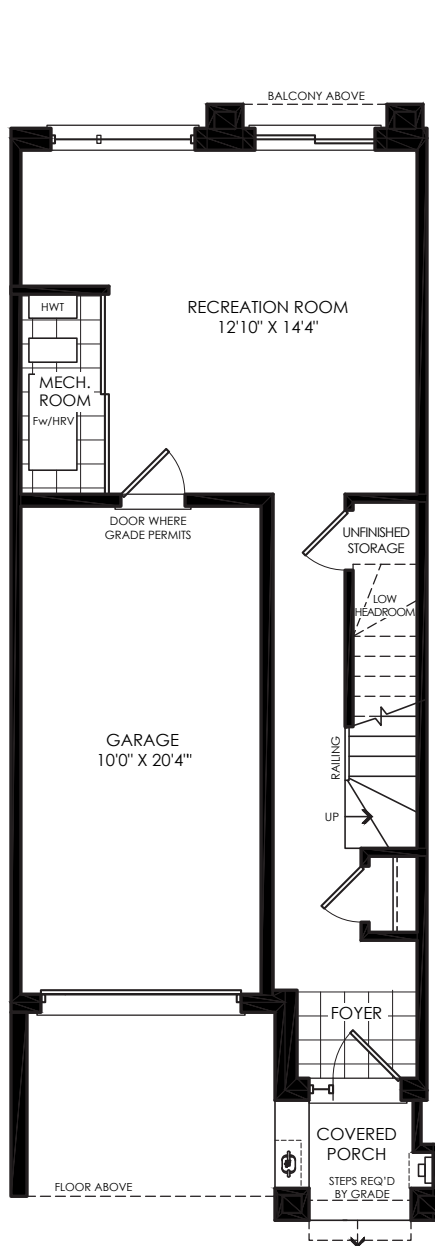 BALCONY ABOVE
RECREATION ROOM
12'10" X 14'4"
HWT
MECH.
ROOM
Fw/HRV
DOOR WHERE
GRADE PERMITS
UNFINISHED
STORAGE
LOW
HEADROOM
GARAGE
10'0" X 20'4""
RAILING
UP
FOYER
COVERED
PORCH
STEPS REQ'D
BY GRADE
FLOOR ABOVE